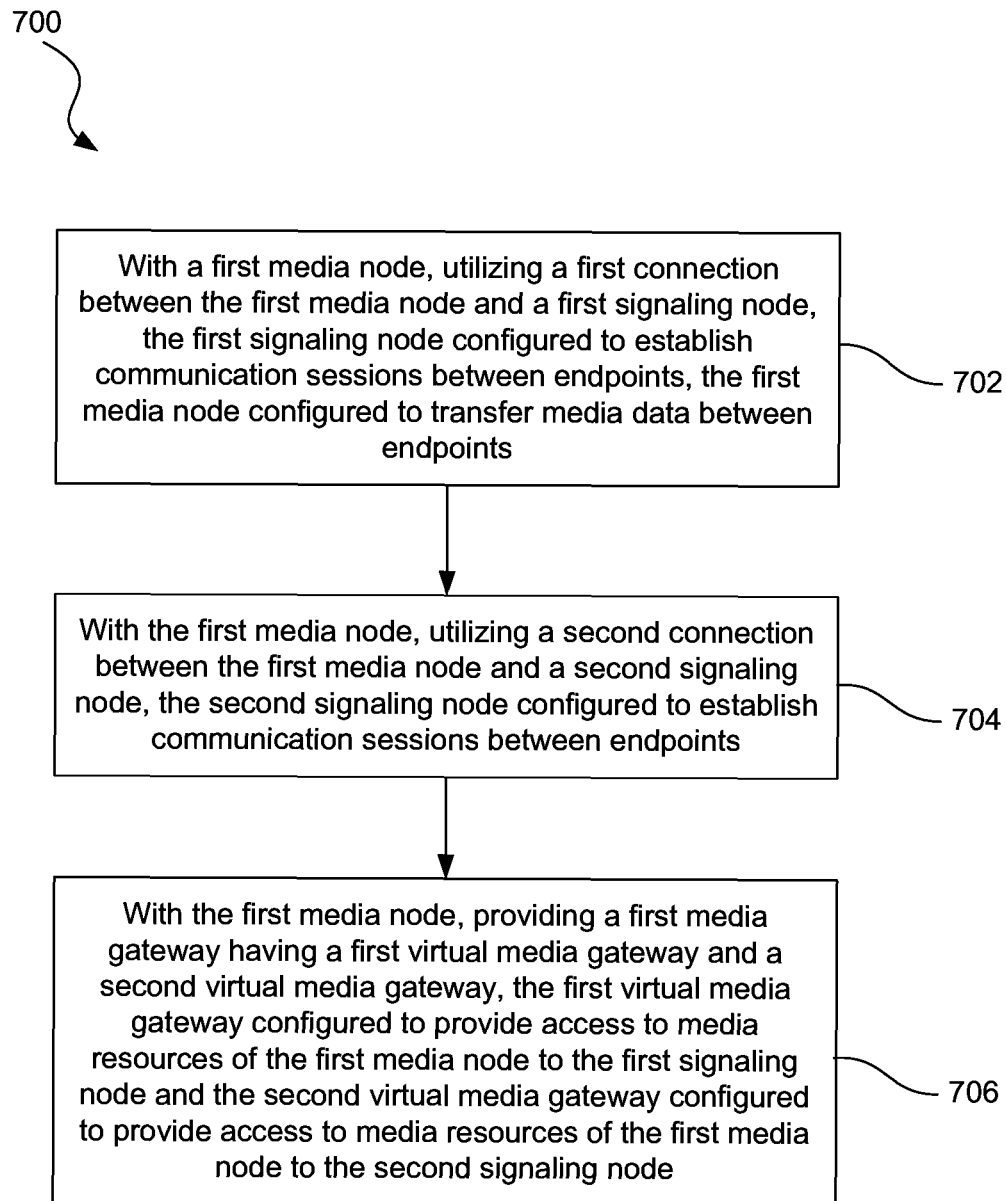 700
With a first media node, utilizing a first connection
between the first media node and a first signaling node,
the first signaling node configured to establish
communication sessions between endpoints, the first
media node configured to transfer media data between
endpoints
702
With the first media node, utilizing a second connection
between the first media node and a second signaling
node, the second signaling node configured to establish
communication sessions between endpoints
704
With the first media node, providing a first media
gateway having a first virtual media gateway and a
second virtual media gateway, the first virtual media
gateway configured to provide access to media
resources of the first media node to the first signaling
node and the second virtual media gateway configured
to provide access to media resources of the first media
node to the second signaling node
706